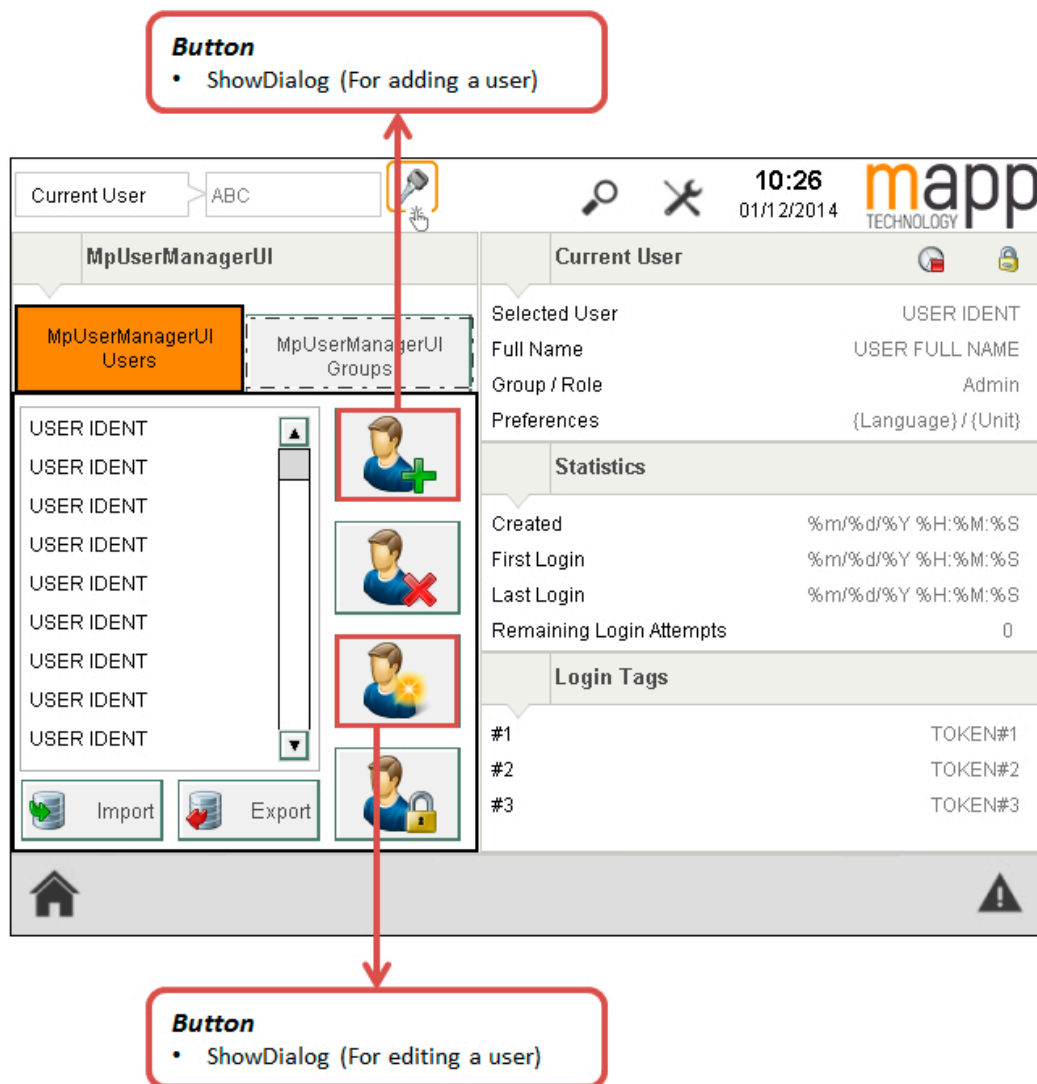 Button
• ShowDialog (For adding a user)
Current User
ABC
10:26
01/12/2014
mapp
TECHNOLOGY
MpUserManagerUI
MpUserManagerUI
Users
MpUserManagerUI
Groups
USER IDENT
USER IDENT
USER IDENT
USER IDENT
USER IDENT
USER IDENT
USER IDENT
USER IDENT
USER IDENT
Import
Export
Current User
Selected User USER IDENT
Full Name USER FULL NAME
Group / Role Admin
Preferences {Language} / {Unit}
Statistics
Created %m/%d/%Y %H:%M:%S
First Login %m/%d/%Y %H:%M:%S
Last Login %m/%d/%Y %H:%M:%S
Remaining Login Attempts 0
Login Tags
#1 TOKEN#1
#2 TOKEN#2
#3 TOKEN#3
Button
• ShowDialog (For editing a user)